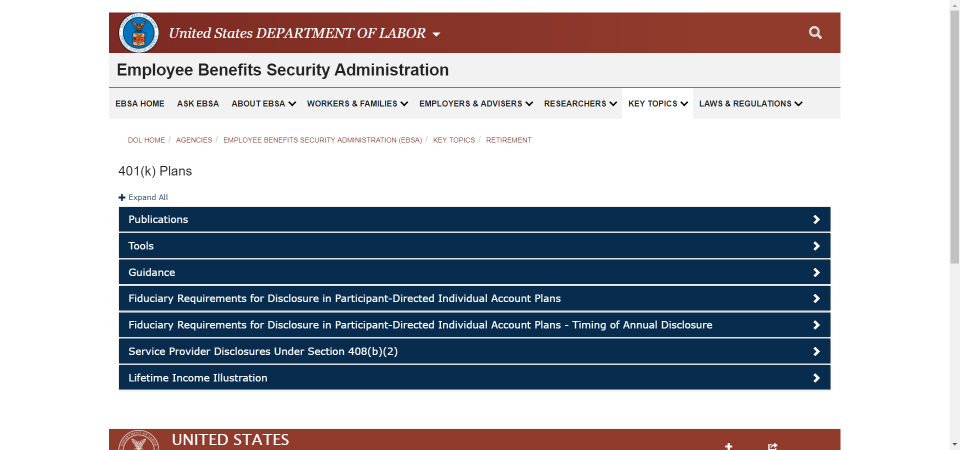 United States DEPARTMENT OF LABOR
Employee Benefits Security Administration
EBSA HOME ASK EBSA ABOUT EBSA WORKERS & FAMILIES EMPLOYERS & ADVISERS RESEARCHERS KEY TOPICS LAWS & REGULATIONS
DOL HOME / AGENCIES / EMPLOYEE BENEFITS SECURITY ADMINISTRATION (EBSA) / KEY TOPICS / RETIREMENT
401(k) Plans
Expand All
Publications
Tools
Guidance
Fiduciary Requirements for Disclosure in Participant-Directed Individual Account Plans
Fiduciary Requirements for Disclosure in Participant-Directed Individual Account Plans - Timing of Annual Disclosure
Service Provider Disclosures Under Section 408(b)(2)
Lifetime Income Illustration
UNITED STATES